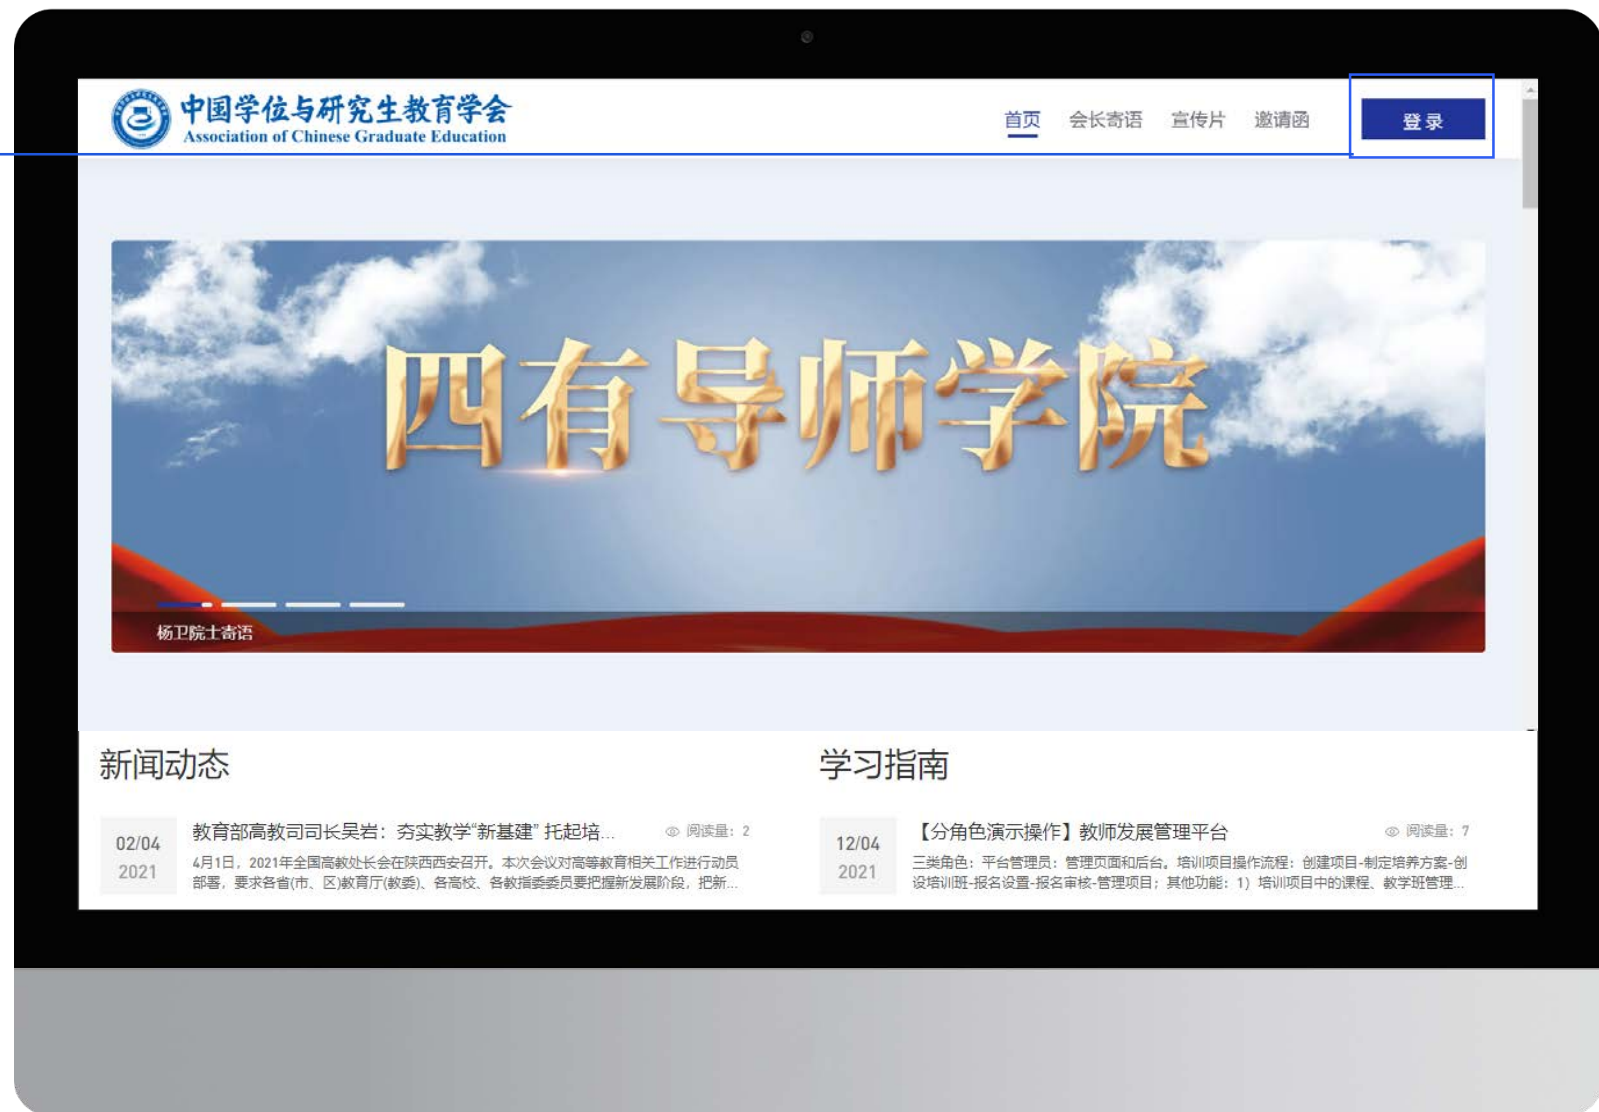 中国学位与研究生教育学会
Association of Chinese Graduate Education
首页 会长寄语 宣传片 邀请函 登录
四有导师学院
杨卫院士寄语
新闻动态
02/04
2021
教育部高教司司长吴岩：夯实教学“新基建” 托起培...
阅读量：2
4月1日，2021年全国高教处长会在陕西西安召开。本次会议对高等教育相关工作进行动员
部署，要求各省(市、区)教育厅(教委)、各高校、各教指委委员要把握新发展阶段，把新...
学习指南
12/04
2021
【分角色演示操作】教师发展管理平台
阅读量：7
三类角色：平台管理员：管理页面和后台。培训项目操作流程：创建项目-制定培养方案-创
设培训班-报名设置-报名审核-管理项目；其他功能：1）培训项目中的课程、教学班管理...